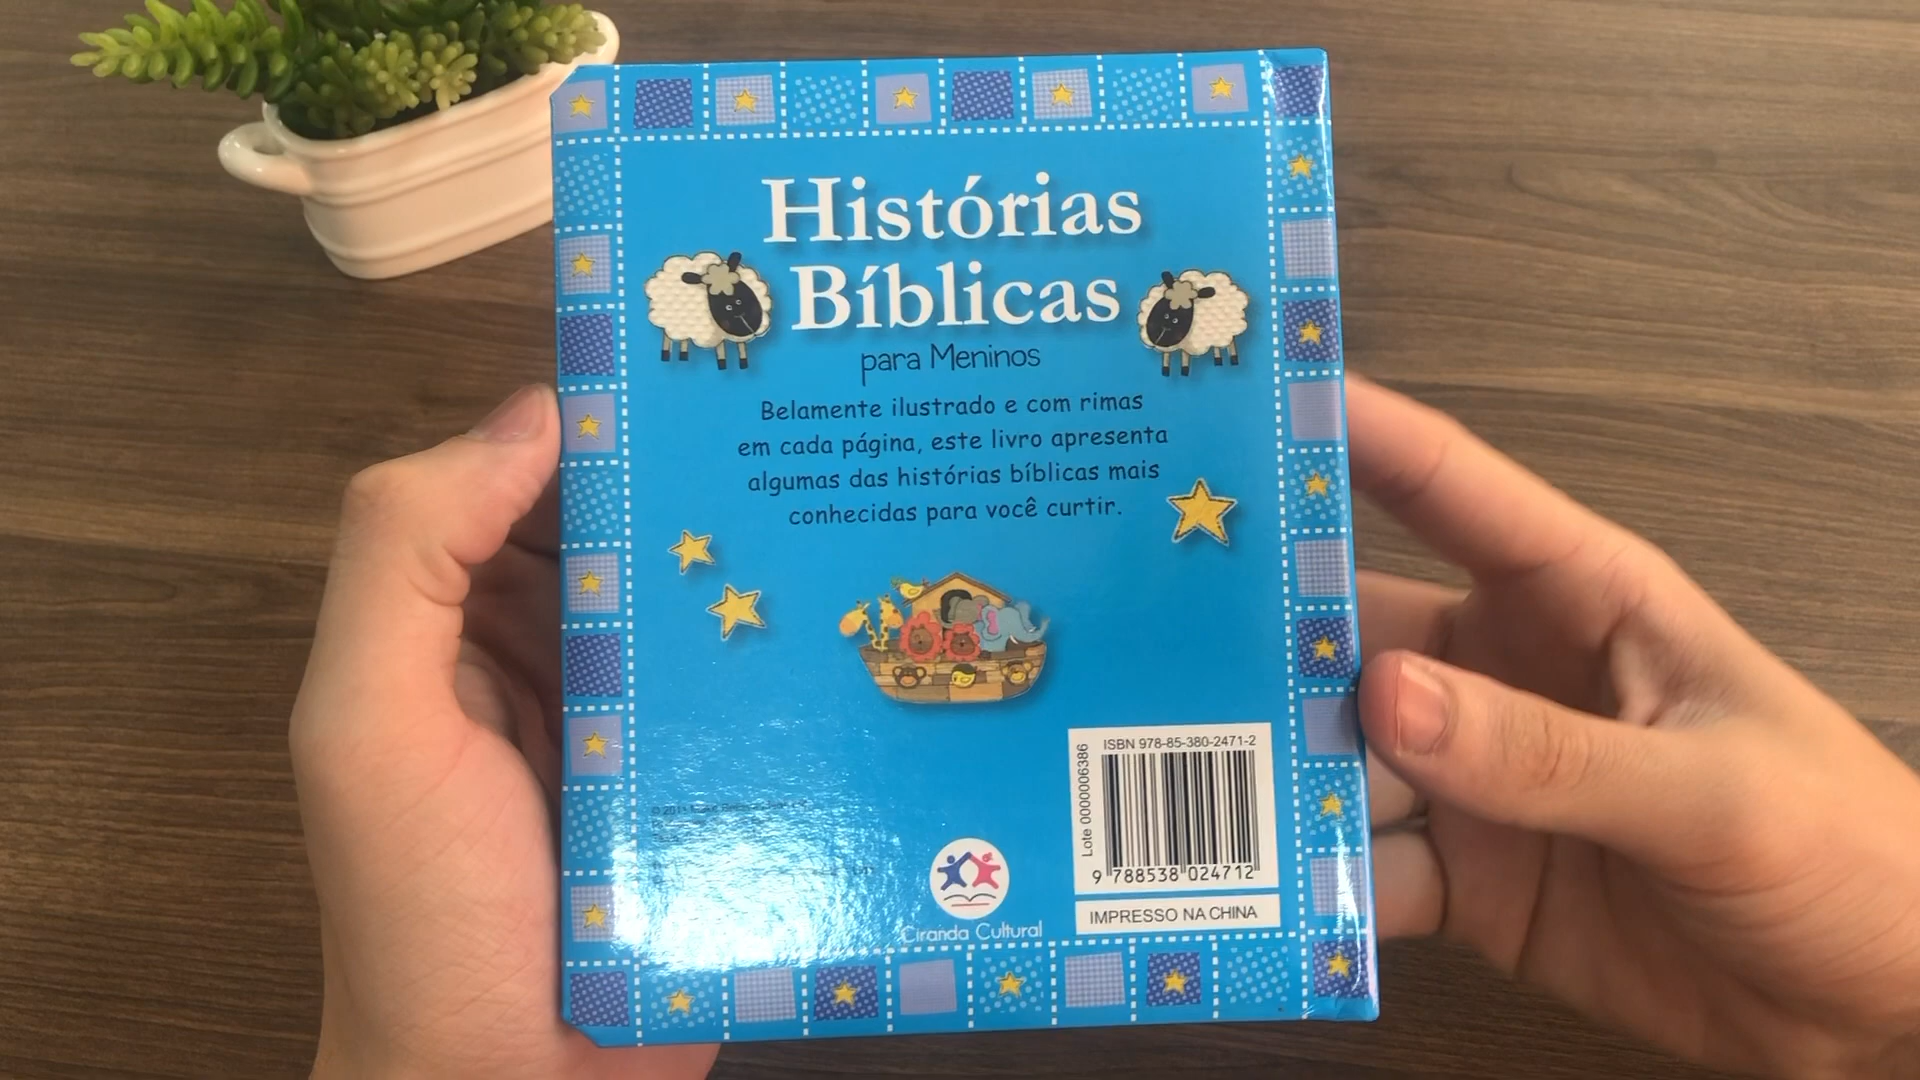 Histórias
Bíblicas
para Meninos
Belamente ilustrado e com rimas
em cada página, este livro apresenta
algumas das histórias bíblicas mais
conhecidas para você curtir.
Ciranda Cultural
Lote 0000006386
ISBN 978-85-380-2471-2
9 788538 024712
IMPRESSO NA CHINA